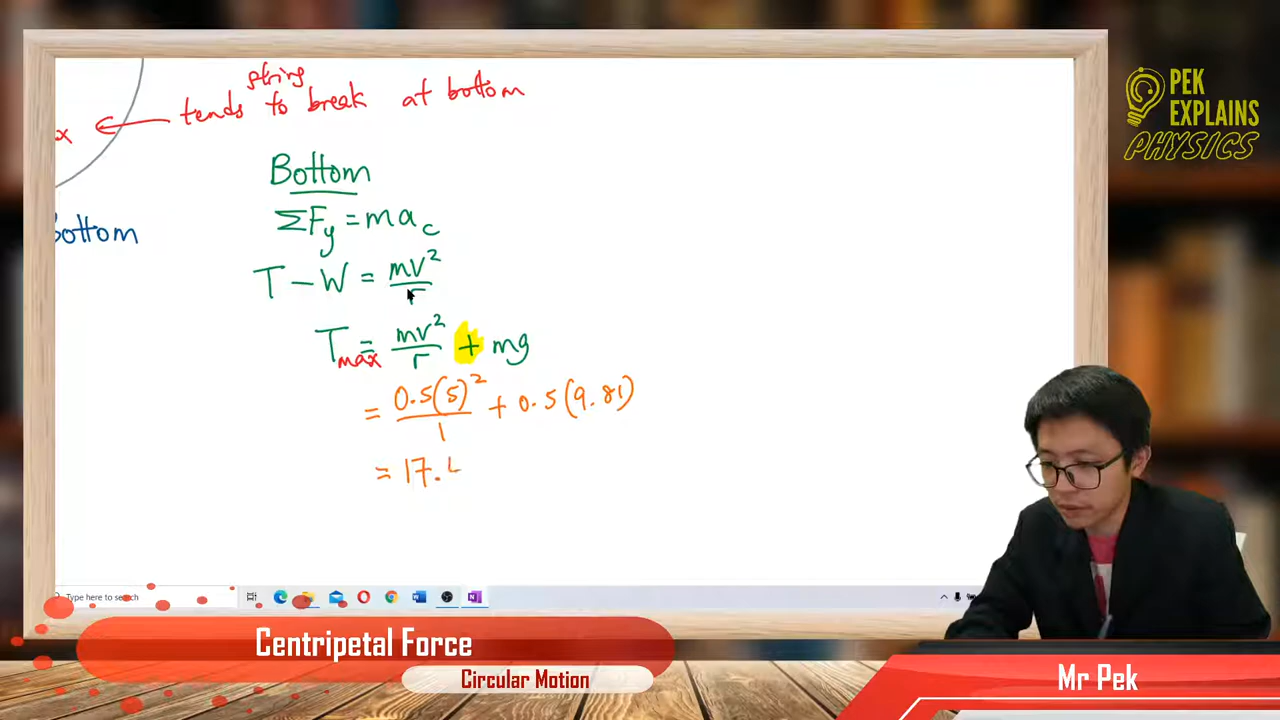 string
tends to break at bottom
x
Bottom
ΣFy = mac
Bottom
T - W = mv²/r
Tmax = mv²/r + mg
= 0.5(5)²/1 + 0.5(9.81)
= 17.
PEK
EXPLAINS
PHYSICS
Type here to search
Centripetal Force
Circular Motion
Mr Pek